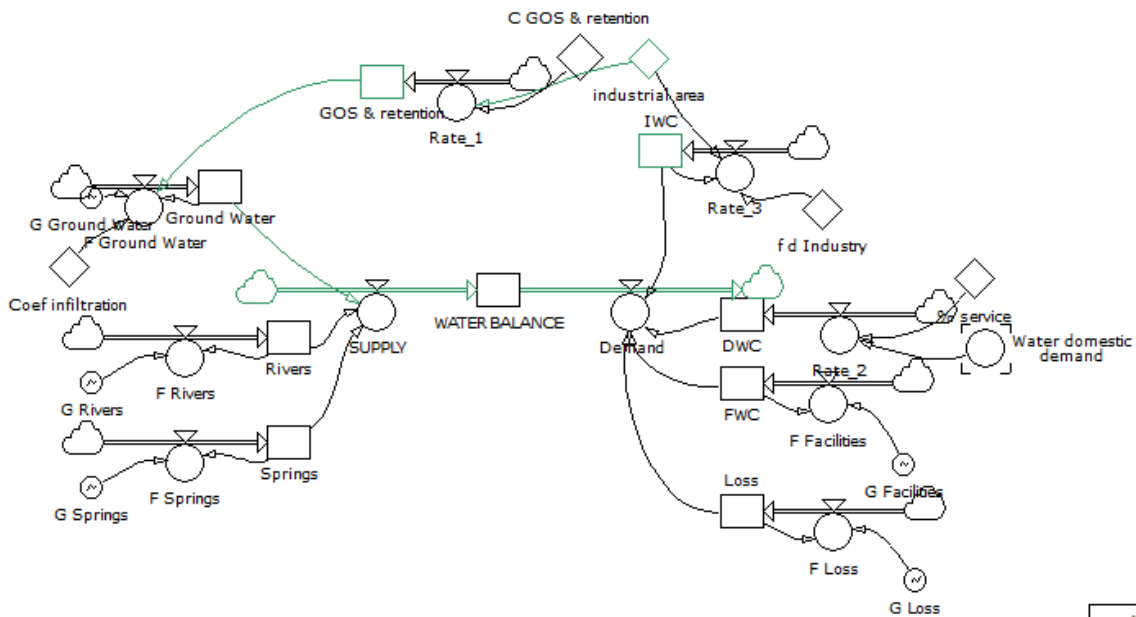 C GOS & retention
industrial area
GOS & retention
Rate_1
IWC
Rate_3
G Ground Water
Ground Water
F Ground Water
f d Industry
Coef infiltration
WATER BALANCE
SUPPLY
Demand
DWC
% service
Water domestic
demand
Rate_2
Rivers
F Rivers
G Rivers
FWC
F Facilities
Springs
F Springs
G Springs
Loss
G Facilities
F Loss
G Loss